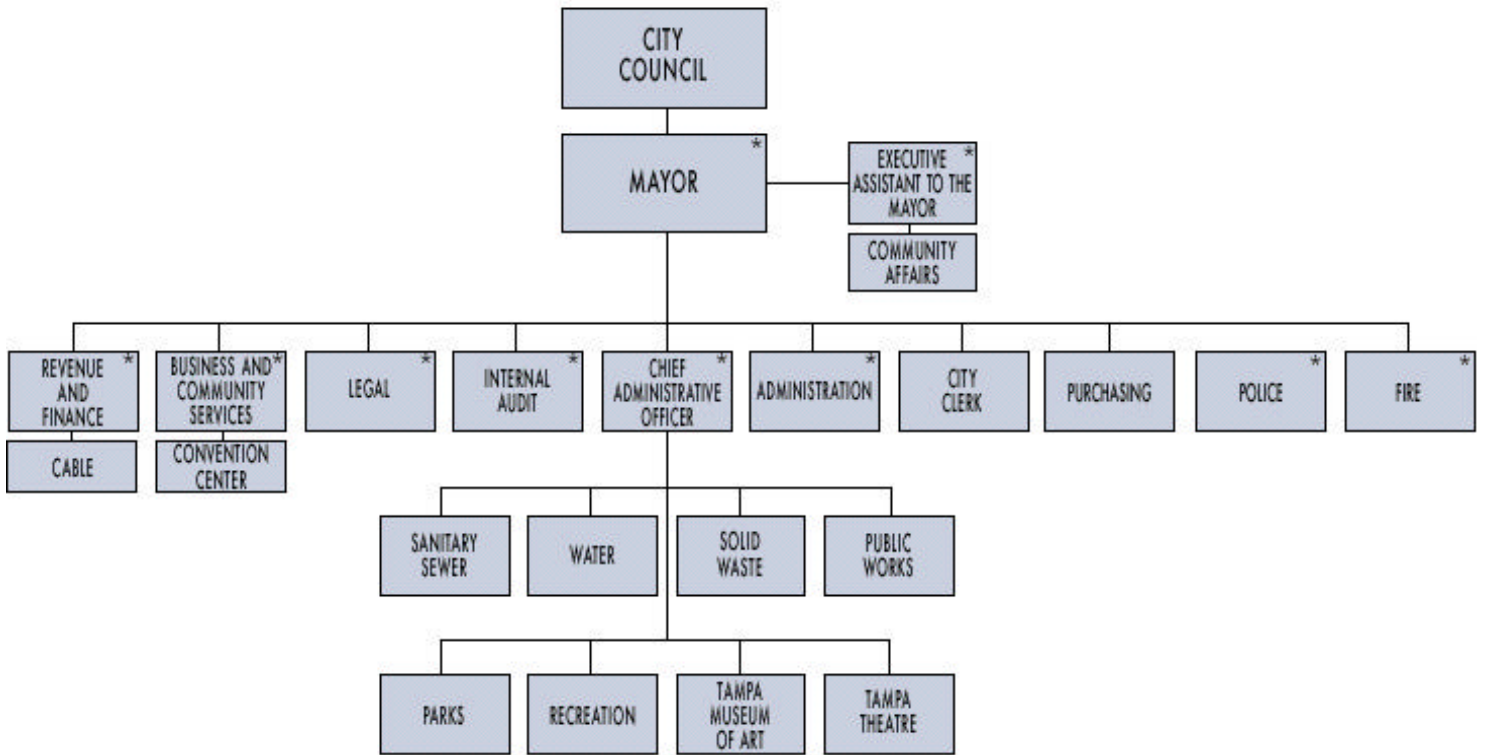 CITY
COUNCIL
MAYOR *
EXECUTIVE *
ASSISTANT TO THE
MAYOR
COMMUNITY
AFFAIRS
REVENUE *
AND
FINANCE
BUSINESS AND *
COMMUNITY
SERVICES
LEGAL *
INTERNAL *
AUDIT
CHIEF *
ADMINISTRATIVE
OFFICER
ADMINISTRATION *
CITY
CLERK
PURCHASING
POLICE *
FIRE *
CABLE
CONVENTION
CENTER
SANITARY
SEWER
WATER
SOLID
WASTE
PUBLIC
WORKS
PARKS
RECREATION
TAMPA
MUSEUM
OF ART
TAMPA
THEATRE